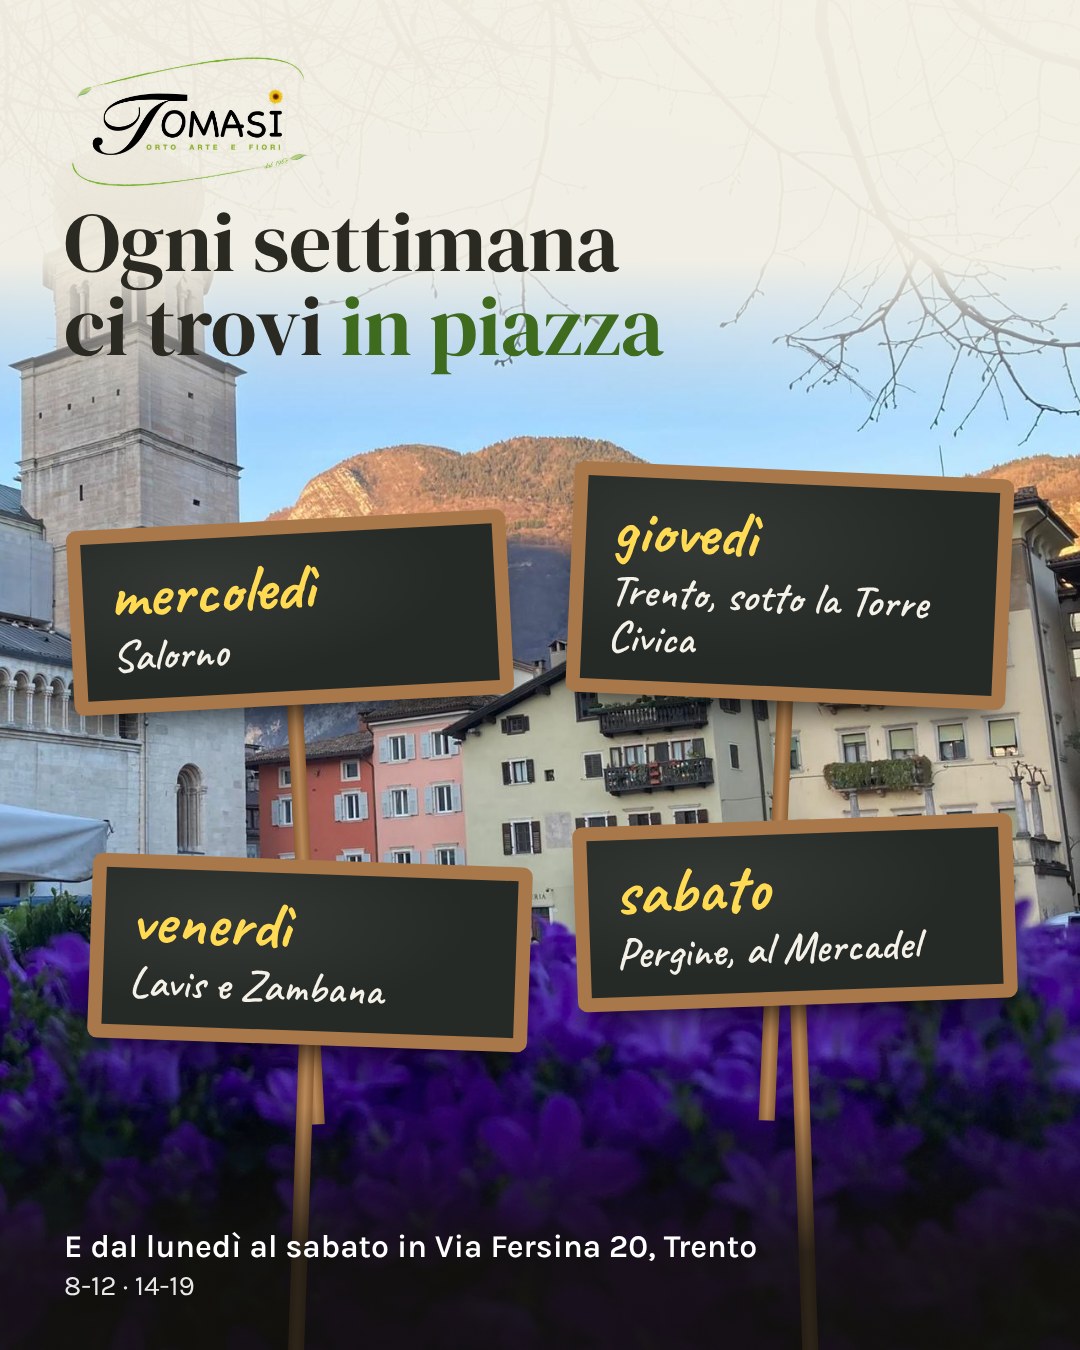 TOMASI
ORTO ARTE E FIORI
Ogni settimana
ci trovi in piazza
mercoledì
Salorno
giovedì
Trento, sotto la Torre
Civica
venerdì
Lavis e Zambana
sabato
Pergine, al Mercadel
E dal lunedì al sabato in Via Fersina 20, Trento
8-12 · 14-19